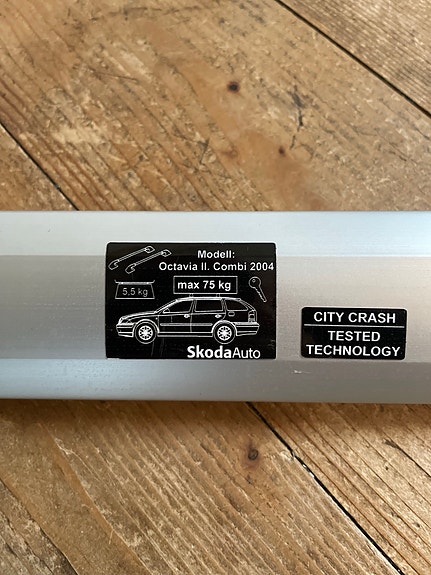 Modell:
Octavia II. Combi 2004
5,5 kg
max 75 kg
SkodaAuto
CITY CRASH
TESTED
TECHNOLOGY